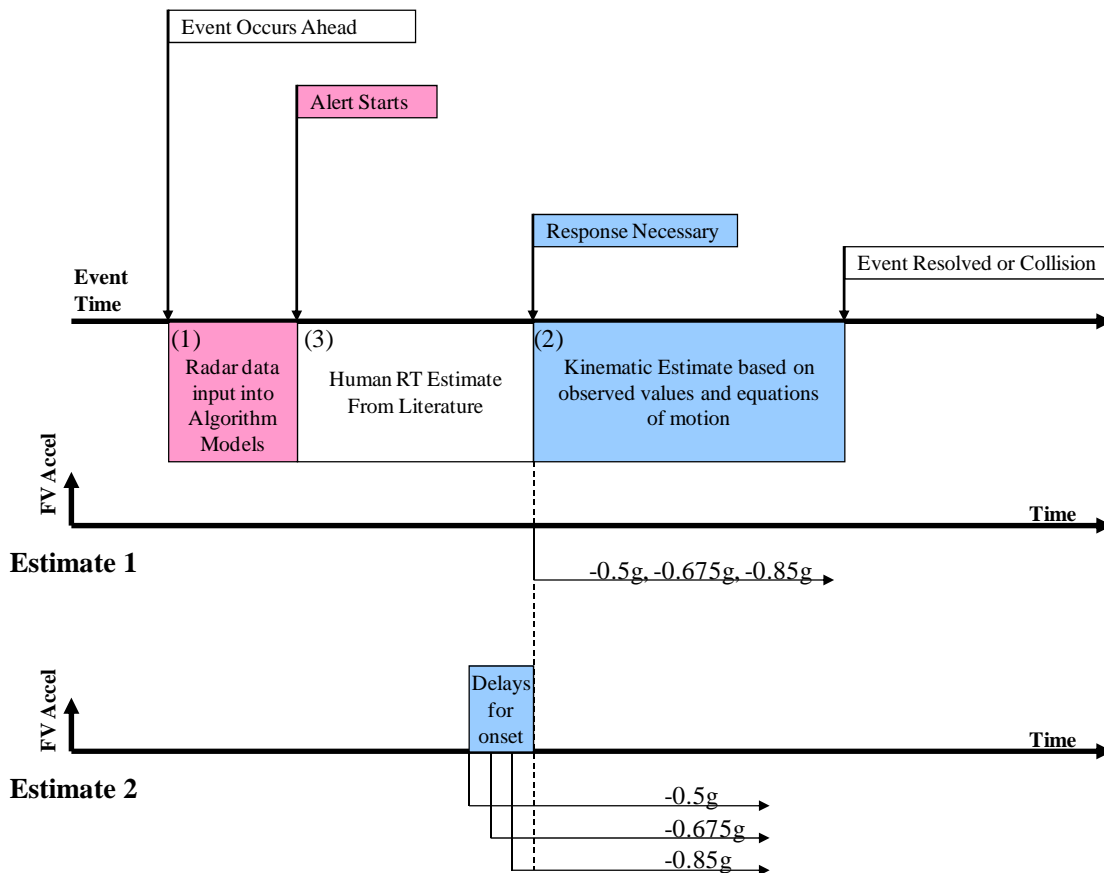 Event Occurs Ahead
Alert Starts
Response Necessary
Event Resolved or Collision
Event
Time
(1)
Radar data
input into
Algorithm
Models
(3)
Human RT Estimate
From Literature
(2)
Kinematic Estimate based on
observed values and equations
of motion
FV Accel
Time
Estimate 1
-0.5g, -0.675g, -0.85g
FV Accel
Delays
for
onset
Time
Estimate 2
-0.5g
-0.675g
-0.85g